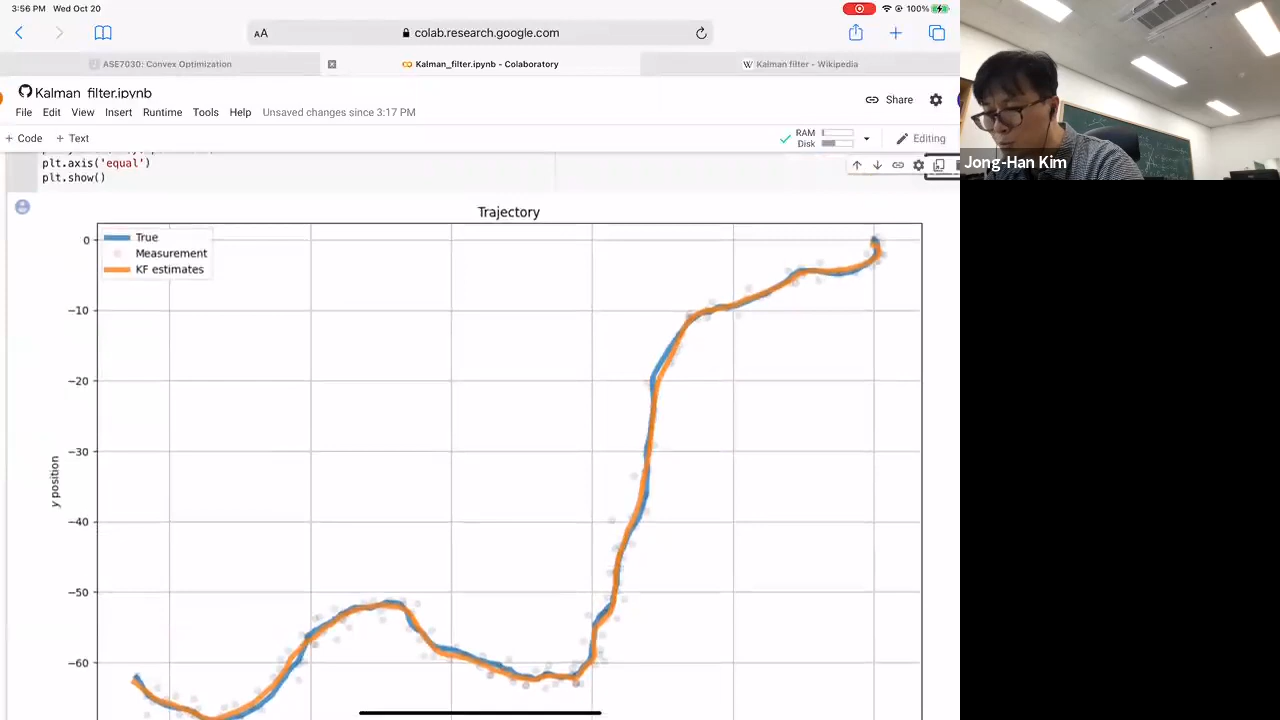 3:56 PM Wed Oct 20
100%
AA
colab.research.google.com
ASE7030: Convex Optimization
Kalman_filter.ipynb - Colaboratory
W Kalman filter - Wikipedia
Kalman_filter.ipynb
Share
File Edit View Insert Runtime Tools Help Unsaved changes since 3:17 PM
+ Code + Text
RAM
Disk
Editing
plt.axis('equal')
plt.show()
Jong-Han Kim
Trajectory
True
Measurement
KF estimates
0
−10
−20
−30
−40
−50
−60
y position